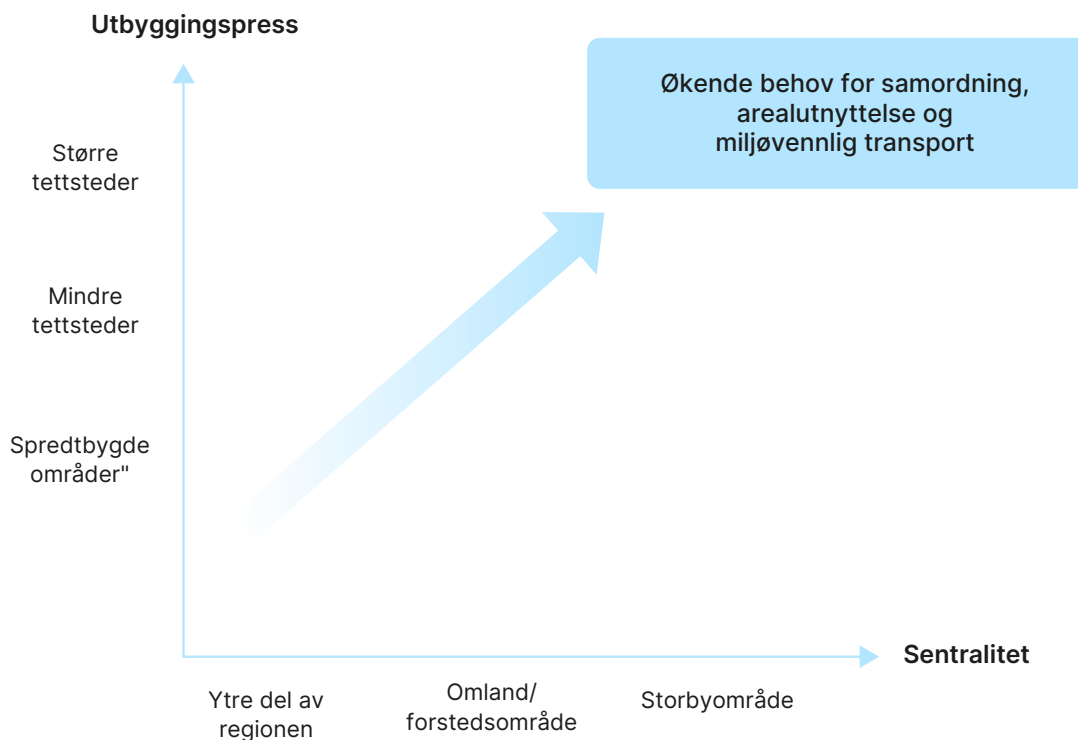 Utbyggingspress
Økende behov for samordning,
arealutnyttelse og
miljøvennlig transport
Større
tettsteder
Mindre
tettsteder
Spredtbygde
områder"
Sentralitet
Ytre del av
regionen
Omland/
forstedsområde
Storbyområde